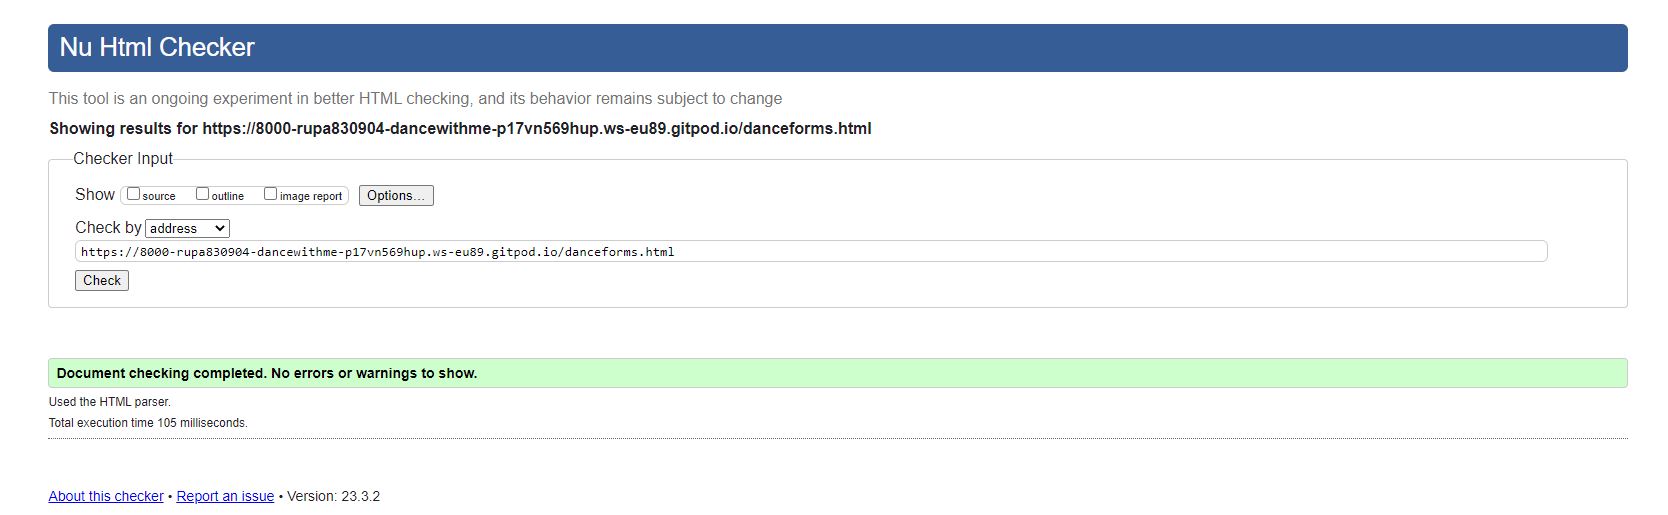 Nu Html Checker
This tool is an ongoing experiment in better HTML checking, and its behavior remains subject to change
Showing results for https://8000-rupa830904-dancewithme-p17vn569hup.ws-eu89.gitpod.io/danceforms.html
Checker Input
Show source outline image report Options...
Check by address
https://8000-rupa830904-dancewithme-p17vn569hup.ws-eu89.gitpod.io/danceforms.html
Check
Document checking completed. No errors or warnings to show.
Used the HTML parser.
Total execution time 105 milliseconds.
About this checker • Report an issue • Version: 23.3.2